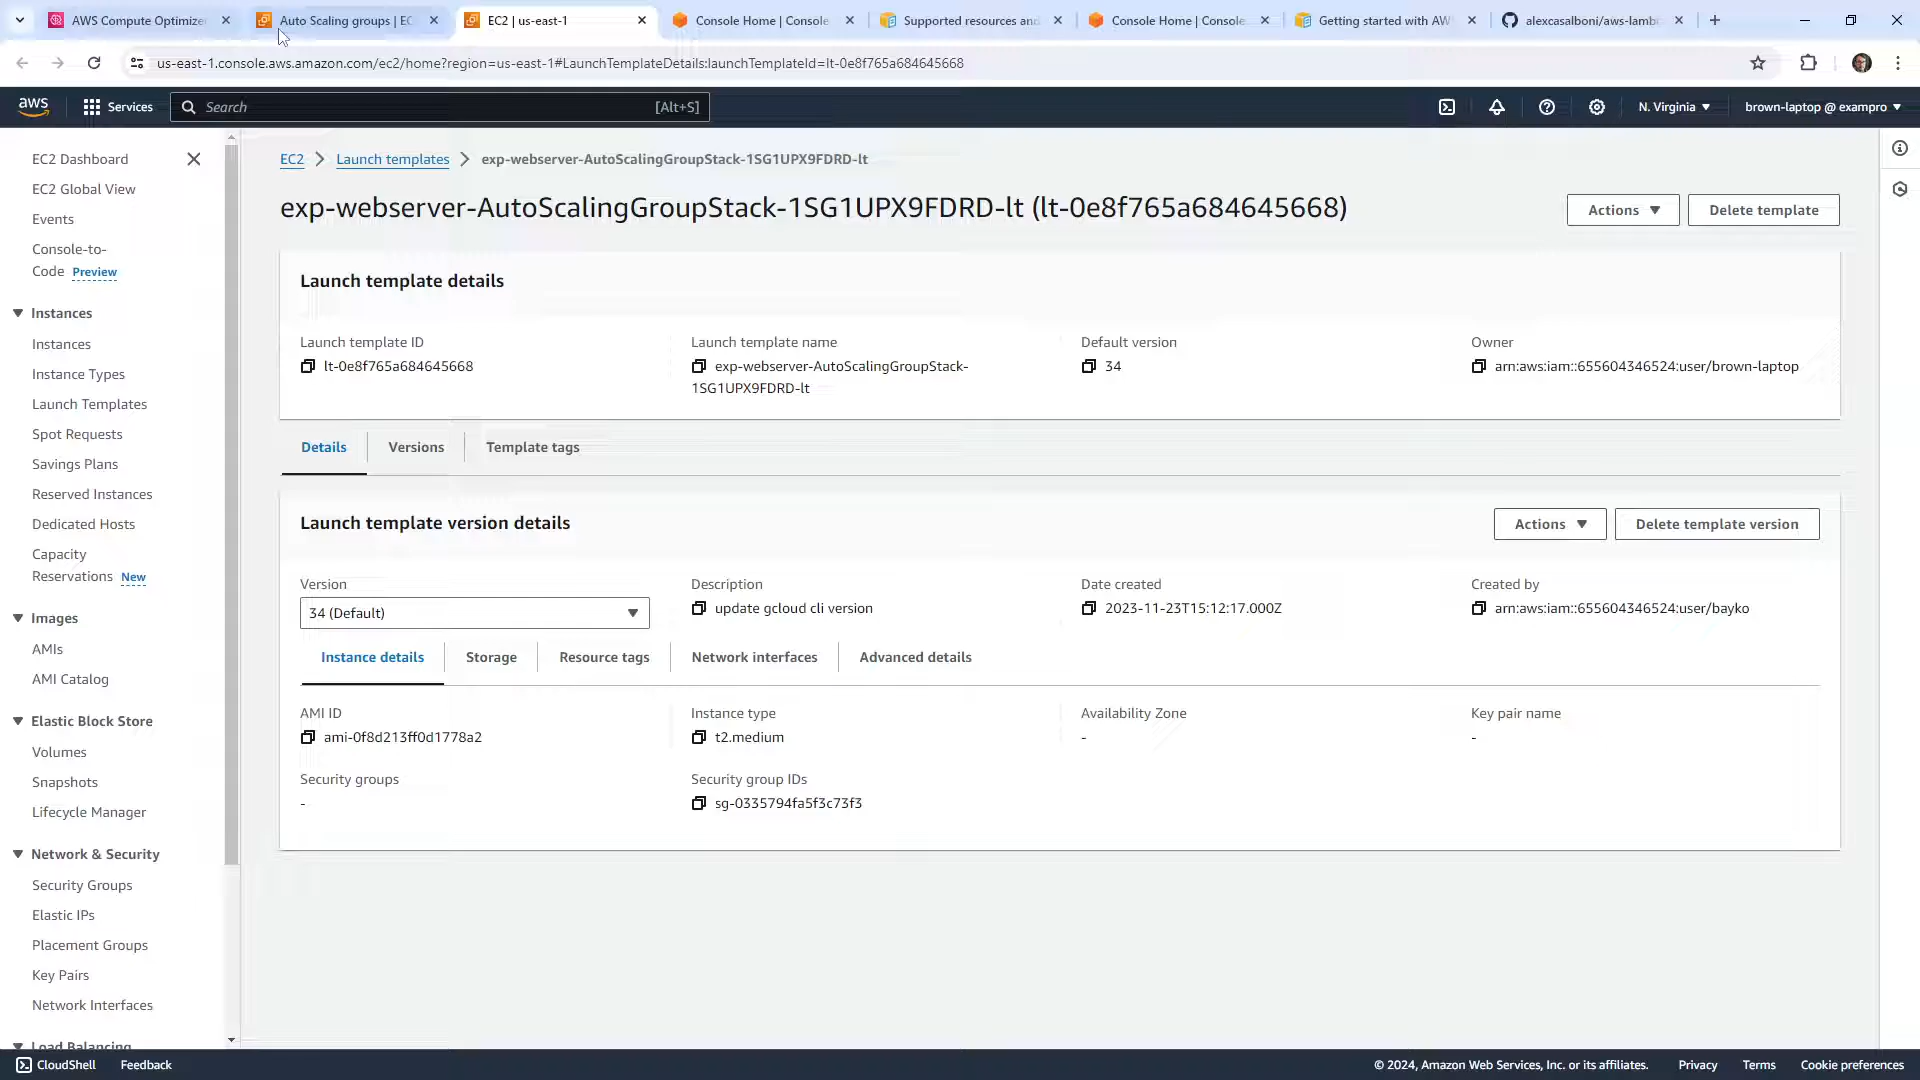 AWS Compute Optimizer
Auto Scaling groups | EC
EC2 | us-east-1
Console Home | Console
Supported resources and
Console Home | Console
Getting started with AW
alexcasalboni/aws-lamb
us-east-1.console.aws.amazon.com/ec2/home?region=us-east-1#LaunchTemplateDetails:launchTemplateId=lt-0e8f765a684645668
aws
Services
Search
[Alt+S]
N. Virginia
brown-laptop @ exampro
EC2 Dashboard
EC2 Global View
Events
Console-to-
Code Preview
Instances
Instances
Instance Types
Launch Templates
Spot Requests
Savings Plans
Reserved Instances
Dedicated Hosts
Capacity
Reservations New
Images
AMIs
AMI Catalog
Elastic Block Store
Volumes
Snapshots
Lifecycle Manager
Network & Security
Security Groups
Elastic IPs
Placement Groups
Key Pairs
Network Interfaces
Load Balancing
EC2
Launch templates
exp-webserver-AutoScalingGroupStack-1SG1UPX9FDRD-lt
exp-webserver-AutoScalingGroupStack-1SG1UPX9FDRD-lt (lt-0e8f765a684645668)
Actions
Delete template
Launch template details
Launch template ID
lt-0e8f765a684645668
Launch template name
exp-webserver-AutoScalingGroupStack-
1SG1UPX9FDRD-lt
Default version
34
Owner
arn:aws:iam::655604346524:user/brown-laptop
Details
Versions
Template tags
Launch template version details
Actions
Delete template version
Version
34 (Default)
Description
update gcloud cli version
Date created
2023-11-23T15:12:17.000Z
Created by
arn:aws:iam::655604346524:user/bayko
Instance details
Storage
Resource tags
Network interfaces
Advanced details
AMI ID
ami-0f8d213ff0d1778a2
Instance type
t2.medium
Availability Zone
-
Key pair name
-
Security groups
-
Security group IDs
sg-0335794fa5f3c73f3
CloudShell
Feedback
© 2024, Amazon Web Services, Inc. or its affiliates.
Privacy
Terms
Cookie preferences